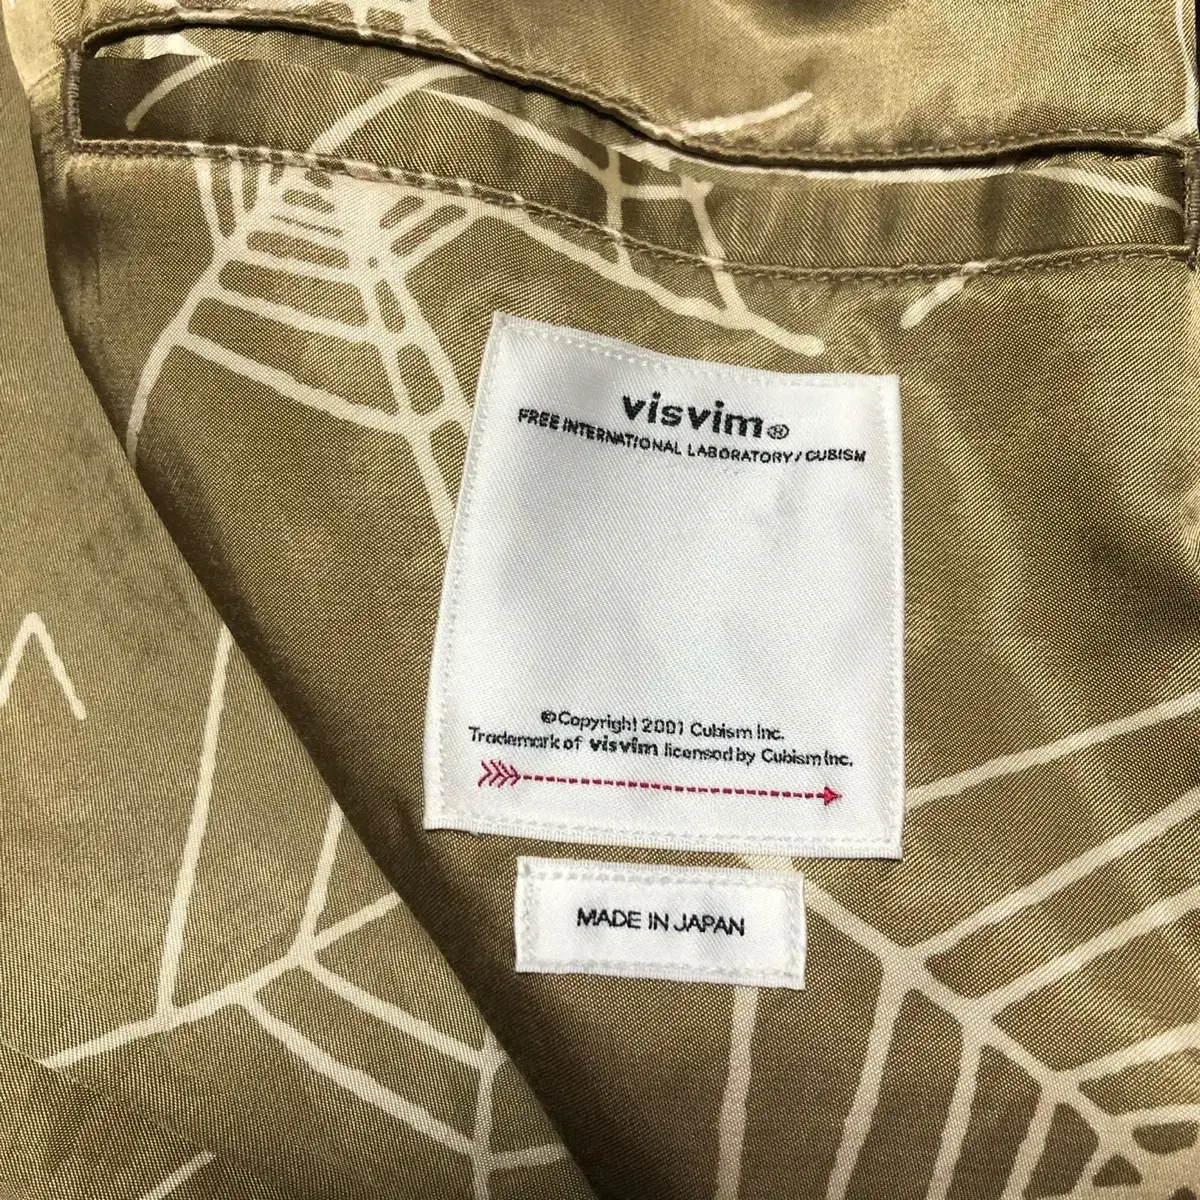 visvim®
FREE INTERNATIONAL LABORATORY / CUBISM
©Copyright 2001 Cubism Inc.
Trademark of visvim licensed by Cubism Inc.
MADE IN JAPAN